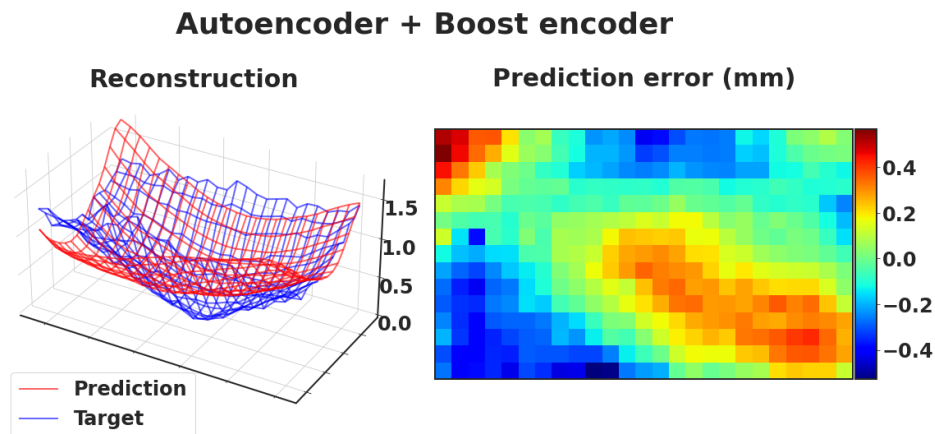 Autoencoder + Boost encoder
Reconstruction
1.5
1.0
0.5
0.0
Prediction
Target
Prediction error (mm)
0.4
0.2
0.0
−0.2
−0.4